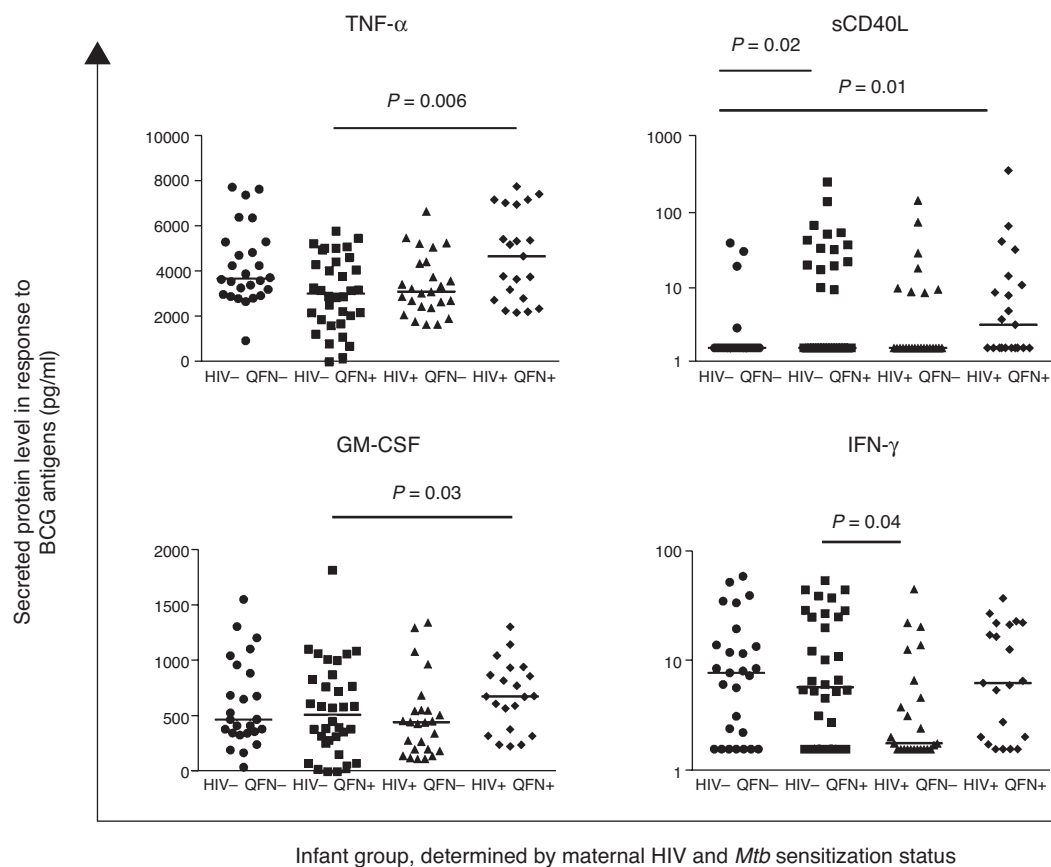 TNF-α
P = 0.006
10000
8000
6000
4000
2000
0
HIV– QFN– HIV– QFN+ HIV+ QFN– HIV+ QFN+
sCD40L
P = 0.02
P = 0.01
1000
100
10
1
HIV– QFN– HIV– QFN+ HIV+ QFN– HIV+ QFN+
Secreted protein level in response to
BCG antigens (pg/ml)
GM-CSF
P = 0.03
2000
1500
1000
500
0
HIV– QFN– HIV– QFN+ HIV+ QFN– HIV+ QFN+
IFN-γ
P = 0.04
100
10
1
HIV– QFN– HIV– QFN+ HIV+ QFN– HIV+ QFN+
Infant group, determined by maternal HIV and Mtb sensitization status